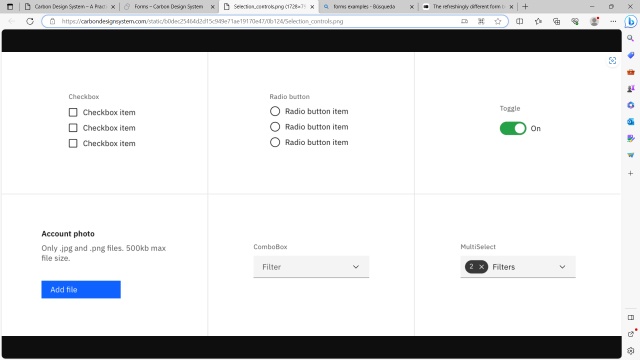 Carbon Design System – A Pract
Forms – Carbon Design System
Selection_controls.png (1728×75
forms examples - Búsqueda
The refreshingly different form
https://carbondesignsystem.com/static/
Selection_controls.png
Checkbox
Checkbox item
Checkbox item
Checkbox item
Radio button
Radio button item
Radio button item
Radio button item
Toggle
On
Account photo
Only .jpg and .png files. 500kb max
file size.
Add file
ComboBox
Filter
MultiSelect
2 × Filters